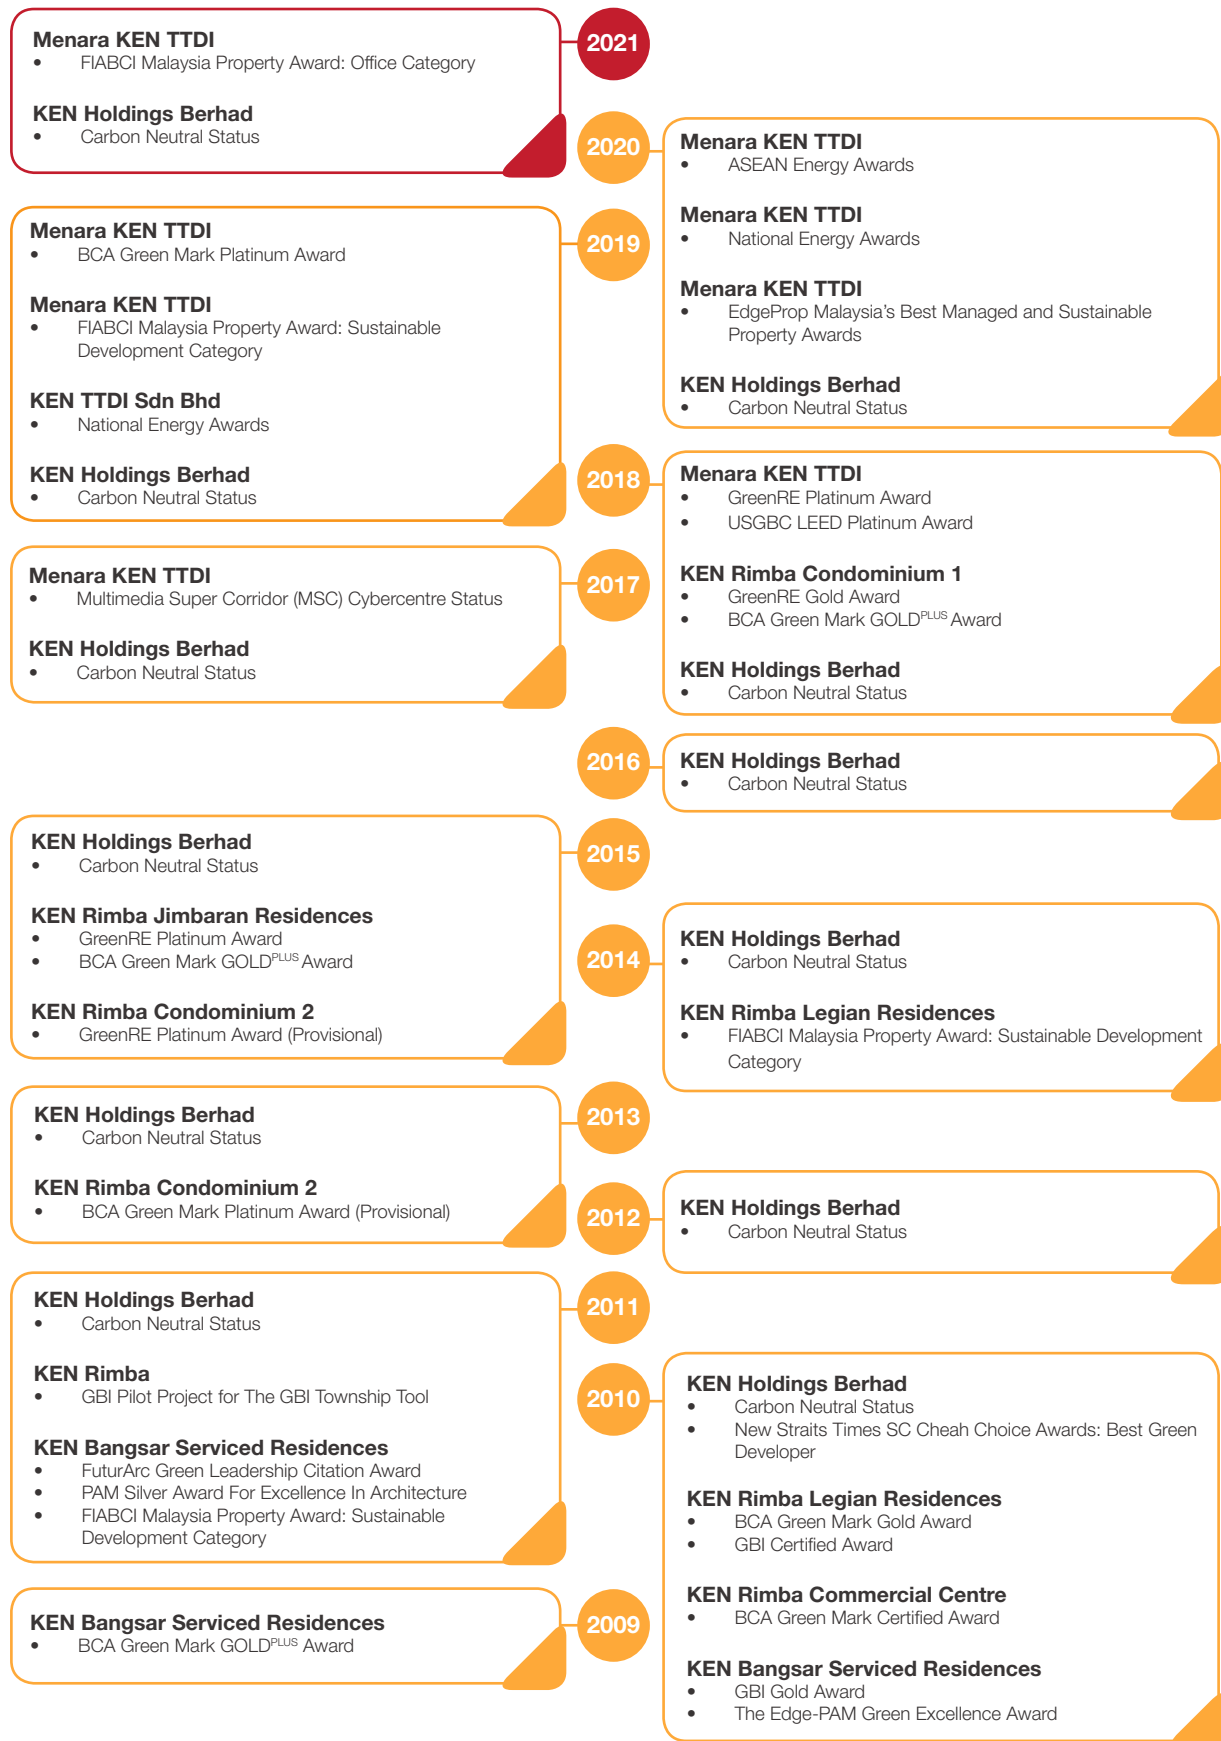 2021
Menara KEN TTDI
• FIABCI Malaysia Property Award: Office Category
KEN Holdings Berhad
• Carbon Neutral Status
2020
Menara KEN TTDI
• ASEAN Energy Awards
Menara KEN TTDI
• National Energy Awards
Menara KEN TTDI
• EdgeProp Malaysia’s Best Managed and Sustainable
Property Awards
KEN Holdings Berhad
• Carbon Neutral Status
2019
Menara KEN TTDI
• BCA Green Mark Platinum Award
Menara KEN TTDI
• FIABCI Malaysia Property Award: Sustainable
Development Category
KEN TTDI Sdn Bhd
• National Energy Awards
KEN Holdings Berhad
• Carbon Neutral Status
2018
Menara KEN TTDI
• GreenRE Platinum Award
• USGBC LEED Platinum Award
KEN Rimba Condominium 1
• GreenRE Gold Award
• BCA Green Mark GOLDPLUS Award
KEN Holdings Berhad
• Carbon Neutral Status
2017
Menara KEN TTDI
• Multimedia Super Corridor (MSC) Cybercentre Status
KEN Holdings Berhad
• Carbon Neutral Status
2016
KEN Holdings Berhad
• Carbon Neutral Status
2015
KEN Holdings Berhad
• Carbon Neutral Status
KEN Rimba Jimbaran Residences
• GreenRE Platinum Award
• BCA Green Mark GOLDPLUS Award
KEN Rimba Condominium 2
• GreenRE Platinum Award (Provisional)
2014
KEN Holdings Berhad
• Carbon Neutral Status
KEN Rimba Legian Residences
• FIABCI Malaysia Property Award: Sustainable Development
Category
2013
KEN Holdings Berhad
• Carbon Neutral Status
KEN Rimba Condominium 2
• BCA Green Mark Platinum Award (Provisional)
2012
KEN Holdings Berhad
• Carbon Neutral Status
2011
KEN Holdings Berhad
• Carbon Neutral Status
KEN Rimba
• GBI Pilot Project for The GBI Township Tool
KEN Bangsar Serviced Residences
• FuturArc Green Leadership Citation Award
• PAM Silver Award For Excellence In Architecture
• FIABCI Malaysia Property Award: Sustainable
Development Category
2010
KEN Holdings Berhad
• Carbon Neutral Status
• New Straits Times SC Cheah Choice Awards: Best Green
Developer
KEN Rimba Legian Residences
• BCA Green Mark Gold Award
• GBI Certified Award
KEN Rimba Commercial Centre
• BCA Green Mark Certified Award
KEN Bangsar Serviced Residences
• GBI Gold Award
• The Edge-PAM Green Excellence Award
2009
KEN Bangsar Serviced Residences
• BCA Green Mark GOLDPLUS Award